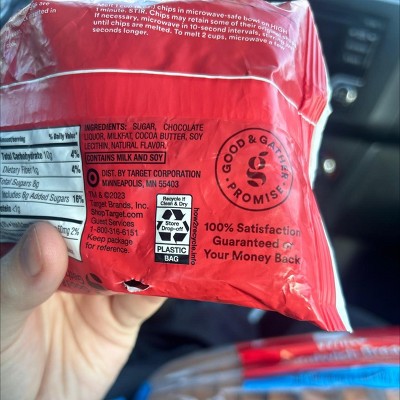 chips in microwave-safe bowl on HIGH
1 minute. STIR. Chips may retain some of their original
If necessary, microwave in 10-second intervals,
until chips are melted. To melt 2 cups, microwave a few
seconds longer.
% Daily Value*
Total Carbohydrate 10g 4%
Dietary Fiber 1g 4%
Total Sugars 8g
Includes 8g Added Sugars 16%
2%
INGREDIENTS: SUGAR, CHOCOLATE
LIQUOR, MILKFAT, COCOA BUTTER, SOY
LECITHIN, NATURAL FLAVOR.
CONTAINS MILK AND SOY
DIST. BY TARGET CORPORATION
MINNEAPOLIS, MN 55403
TM & ©2023
Target Brands, Inc.
ShopTarget.com
Guest Services
1-800-316-6151
Keep package
for reference.
Recycle if
Clean & Dry
Store
Drop-off
PLASTIC
BAG
how2recycle.info
GOOD & GATHER
g
PROMISE
100% Satisfaction
Guaranteed or
Your Money Back